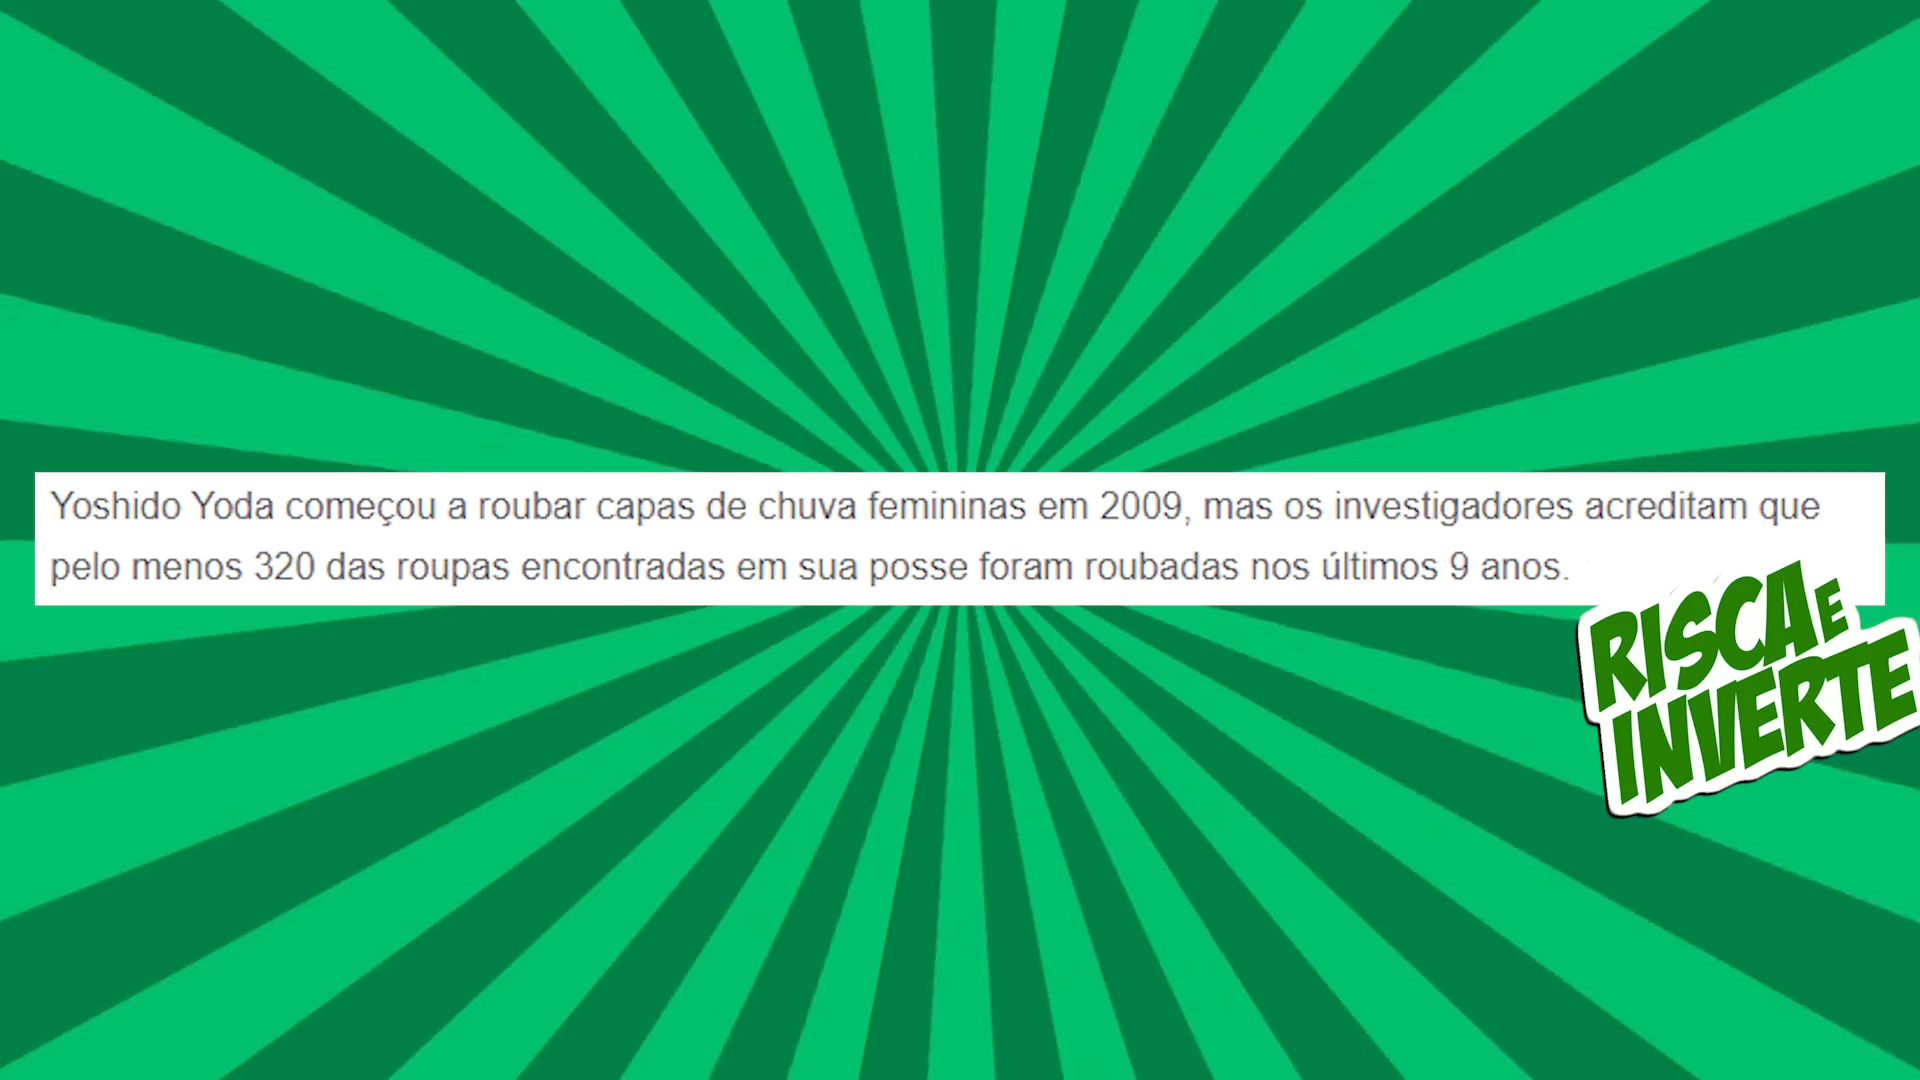 Yoshido Yoda começou a roubar capas de chuva femininas em 2009, mas os investigadores acreditam que
pelo menos 320 das roupas encontradas em sua posse foram roubadas nos últimos 9 anos.
RISCA E
INVERTE